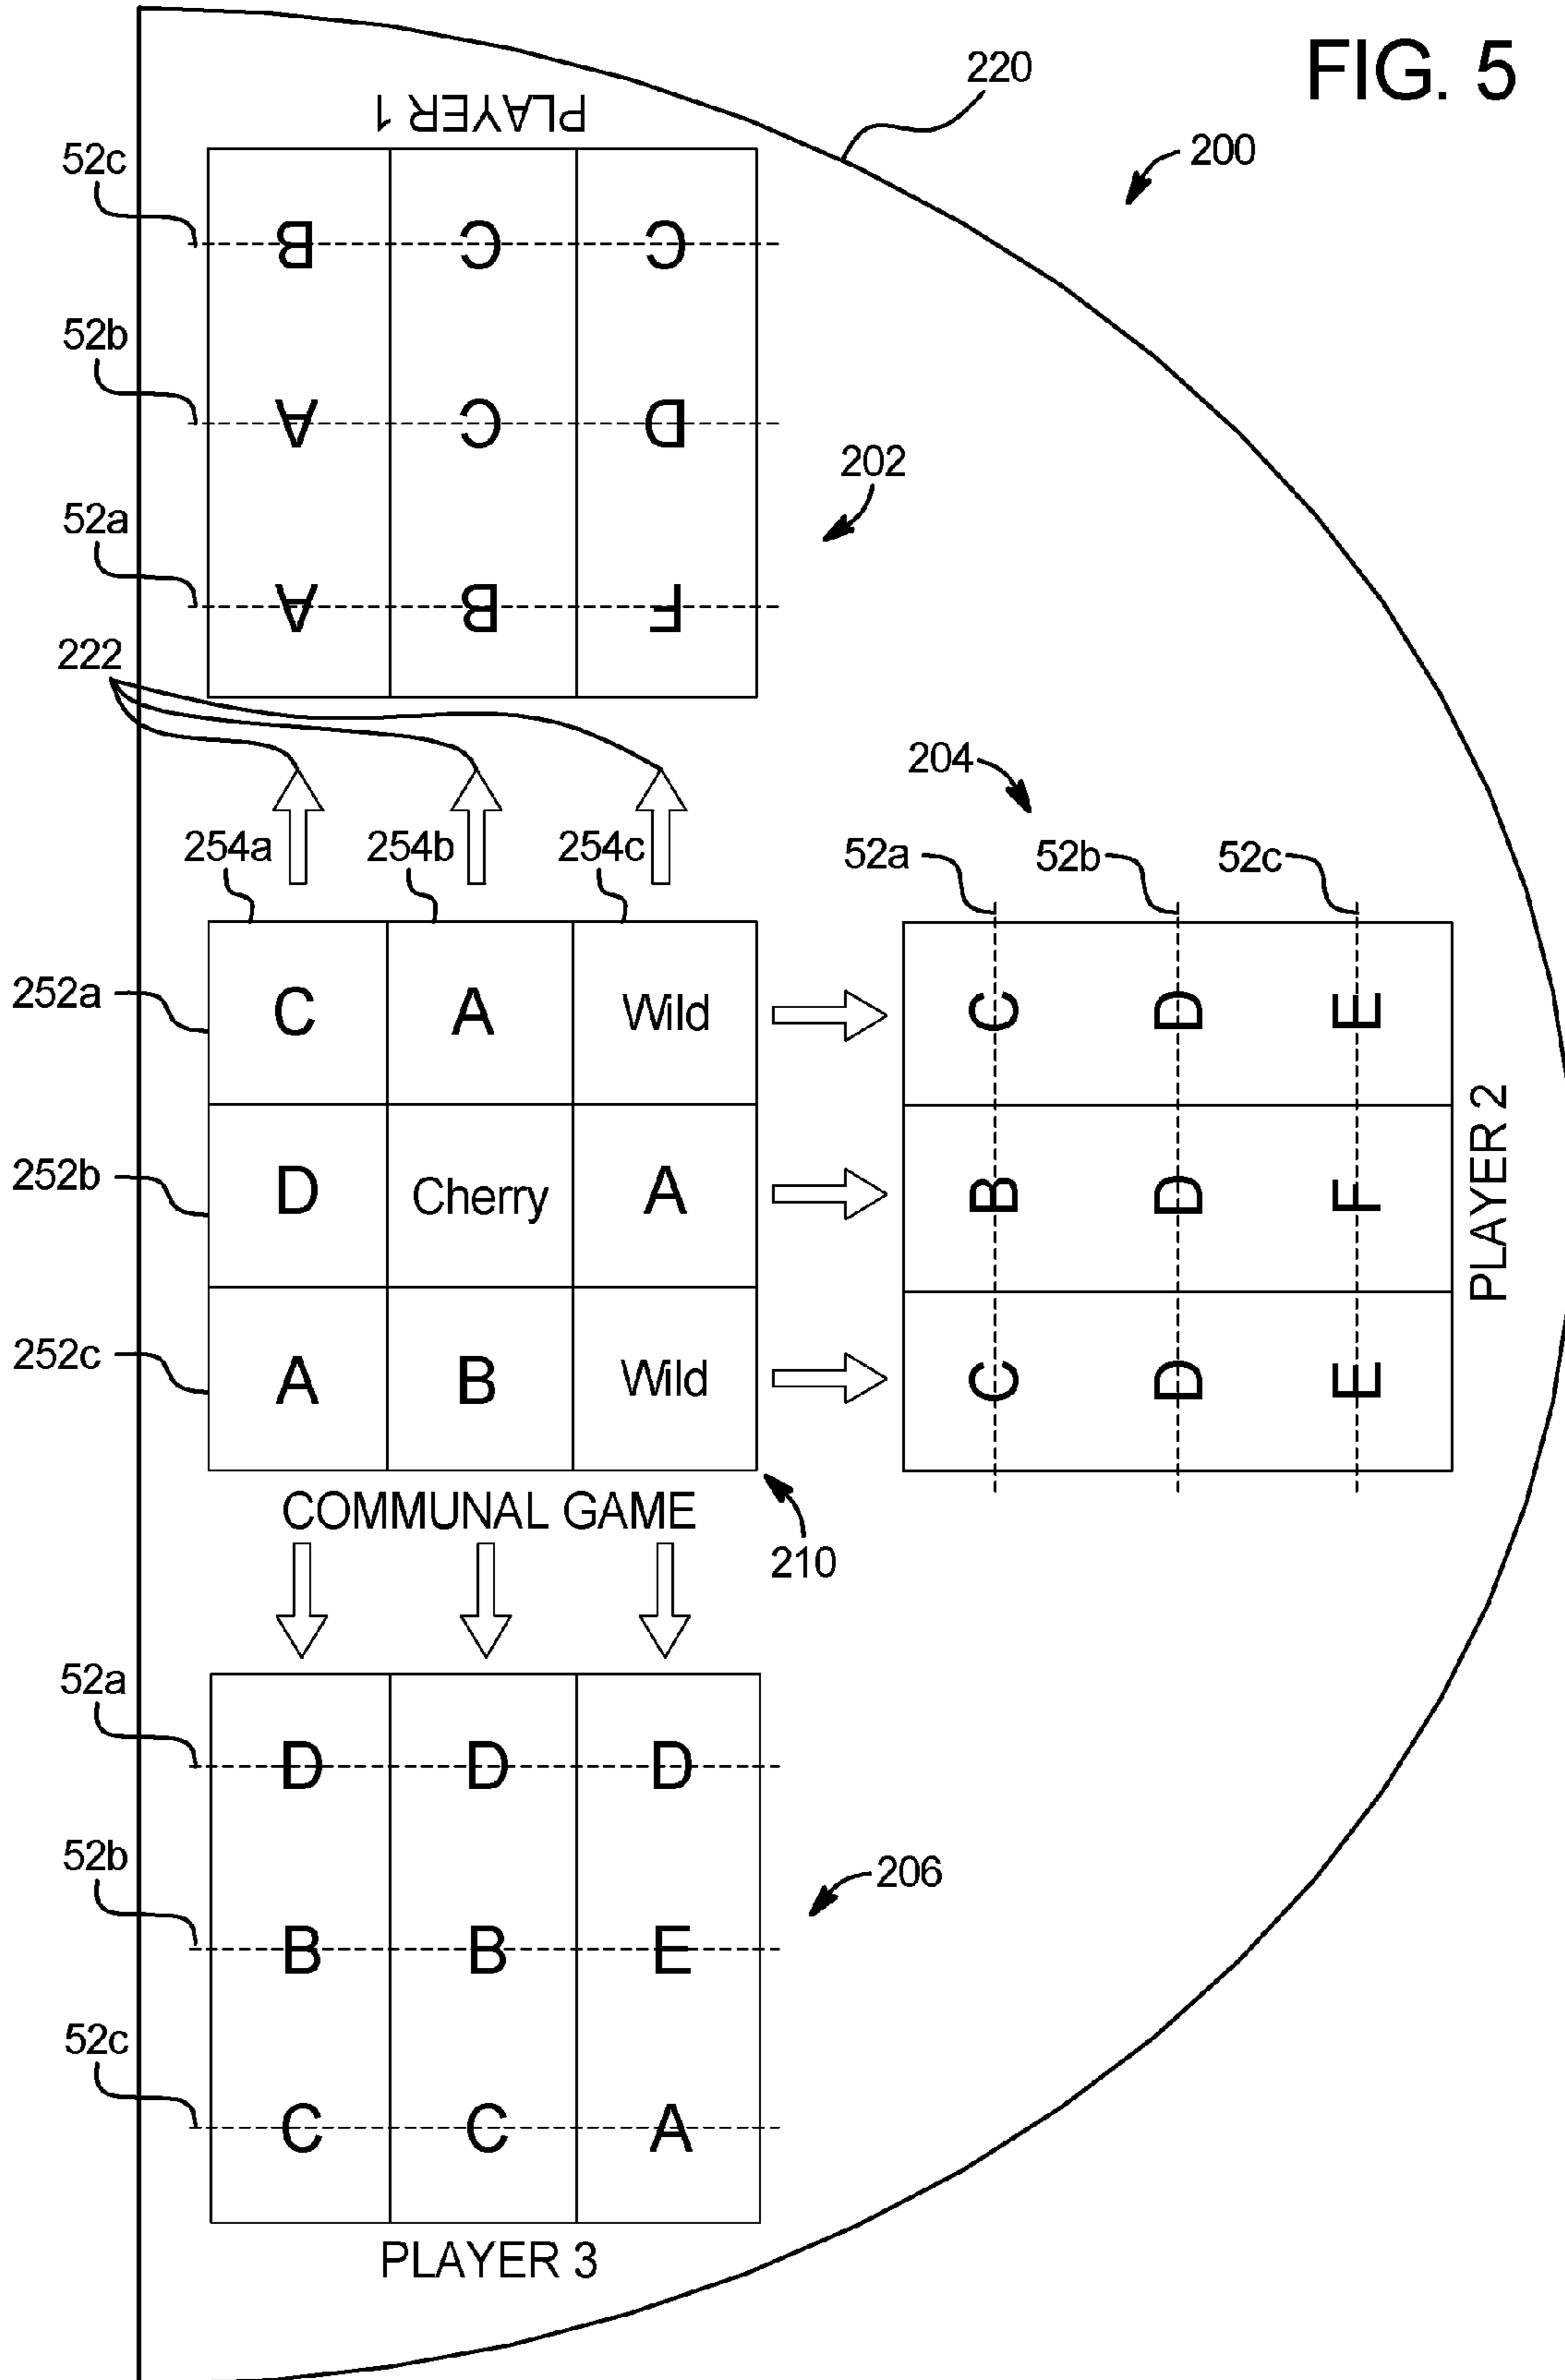 FIG. 5
220
200
PLAYER 1
52c
B C C
52b
A C D
202
52a
A B F
222
204
254a 254b 254c
52a 52b 52c
252a
C A Wild
C D E
252b
D Cherry A
B D F
PLAYER 2
252c
A B Wild
C D E
COMMUNAL GAME
210
52a
D D D
52b
B B E
206
52c
C C A
PLAYER 3